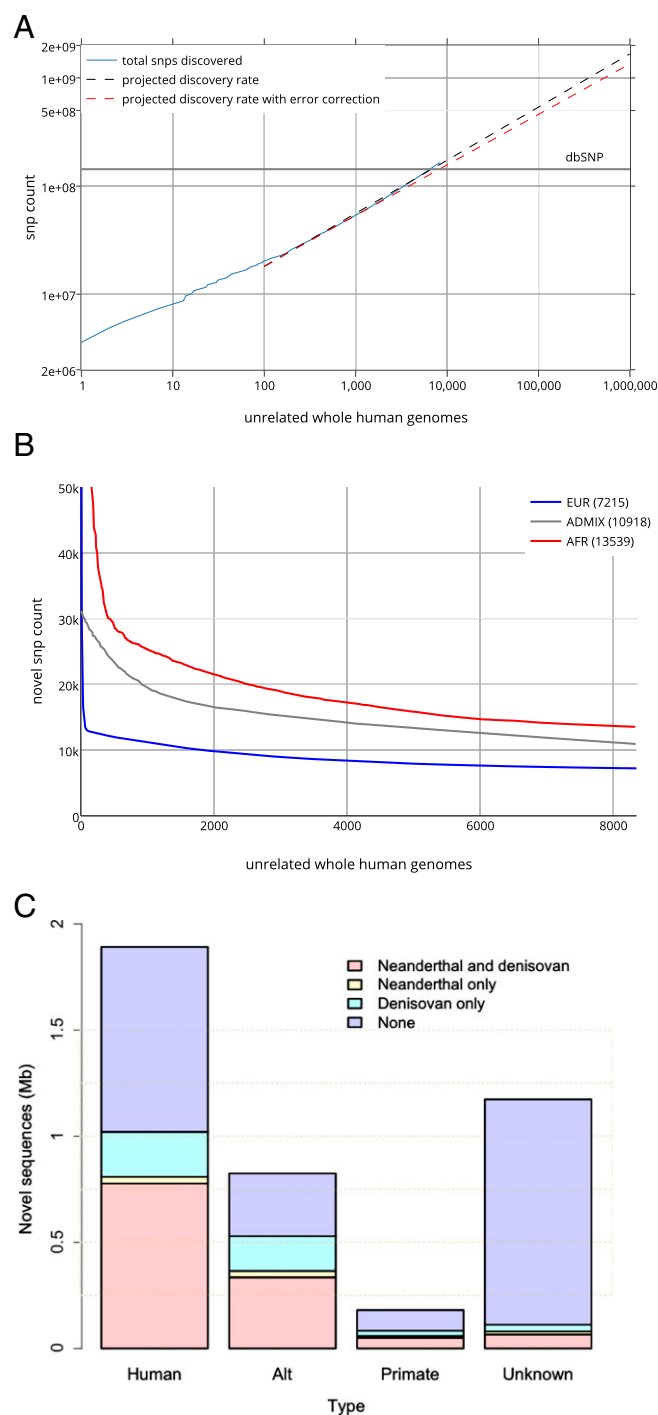 A
2e+09
1e+09
5e+08
1e+08
1e+07
2e+06
snp count
total snps discovered
projected discovery rate
projected discovery rate with error correction
dbSNP
1 10 100 1,000 10,000 100,000 1,000,000
unrelated whole human genomes
B
50k
40k
30k
20k
10k
0
novel snp count
EUR (7215)
ADMIX (10918)
AFR (13539)
0 2000 4000 6000 8000
unrelated whole human genomes
C
2
1.5
1
0.5
0
Novel sequences (Mb)
Neanderthal and denisovan
Neanderthal only
Denisovan only
None
Human Alt Primate Unknown
Type